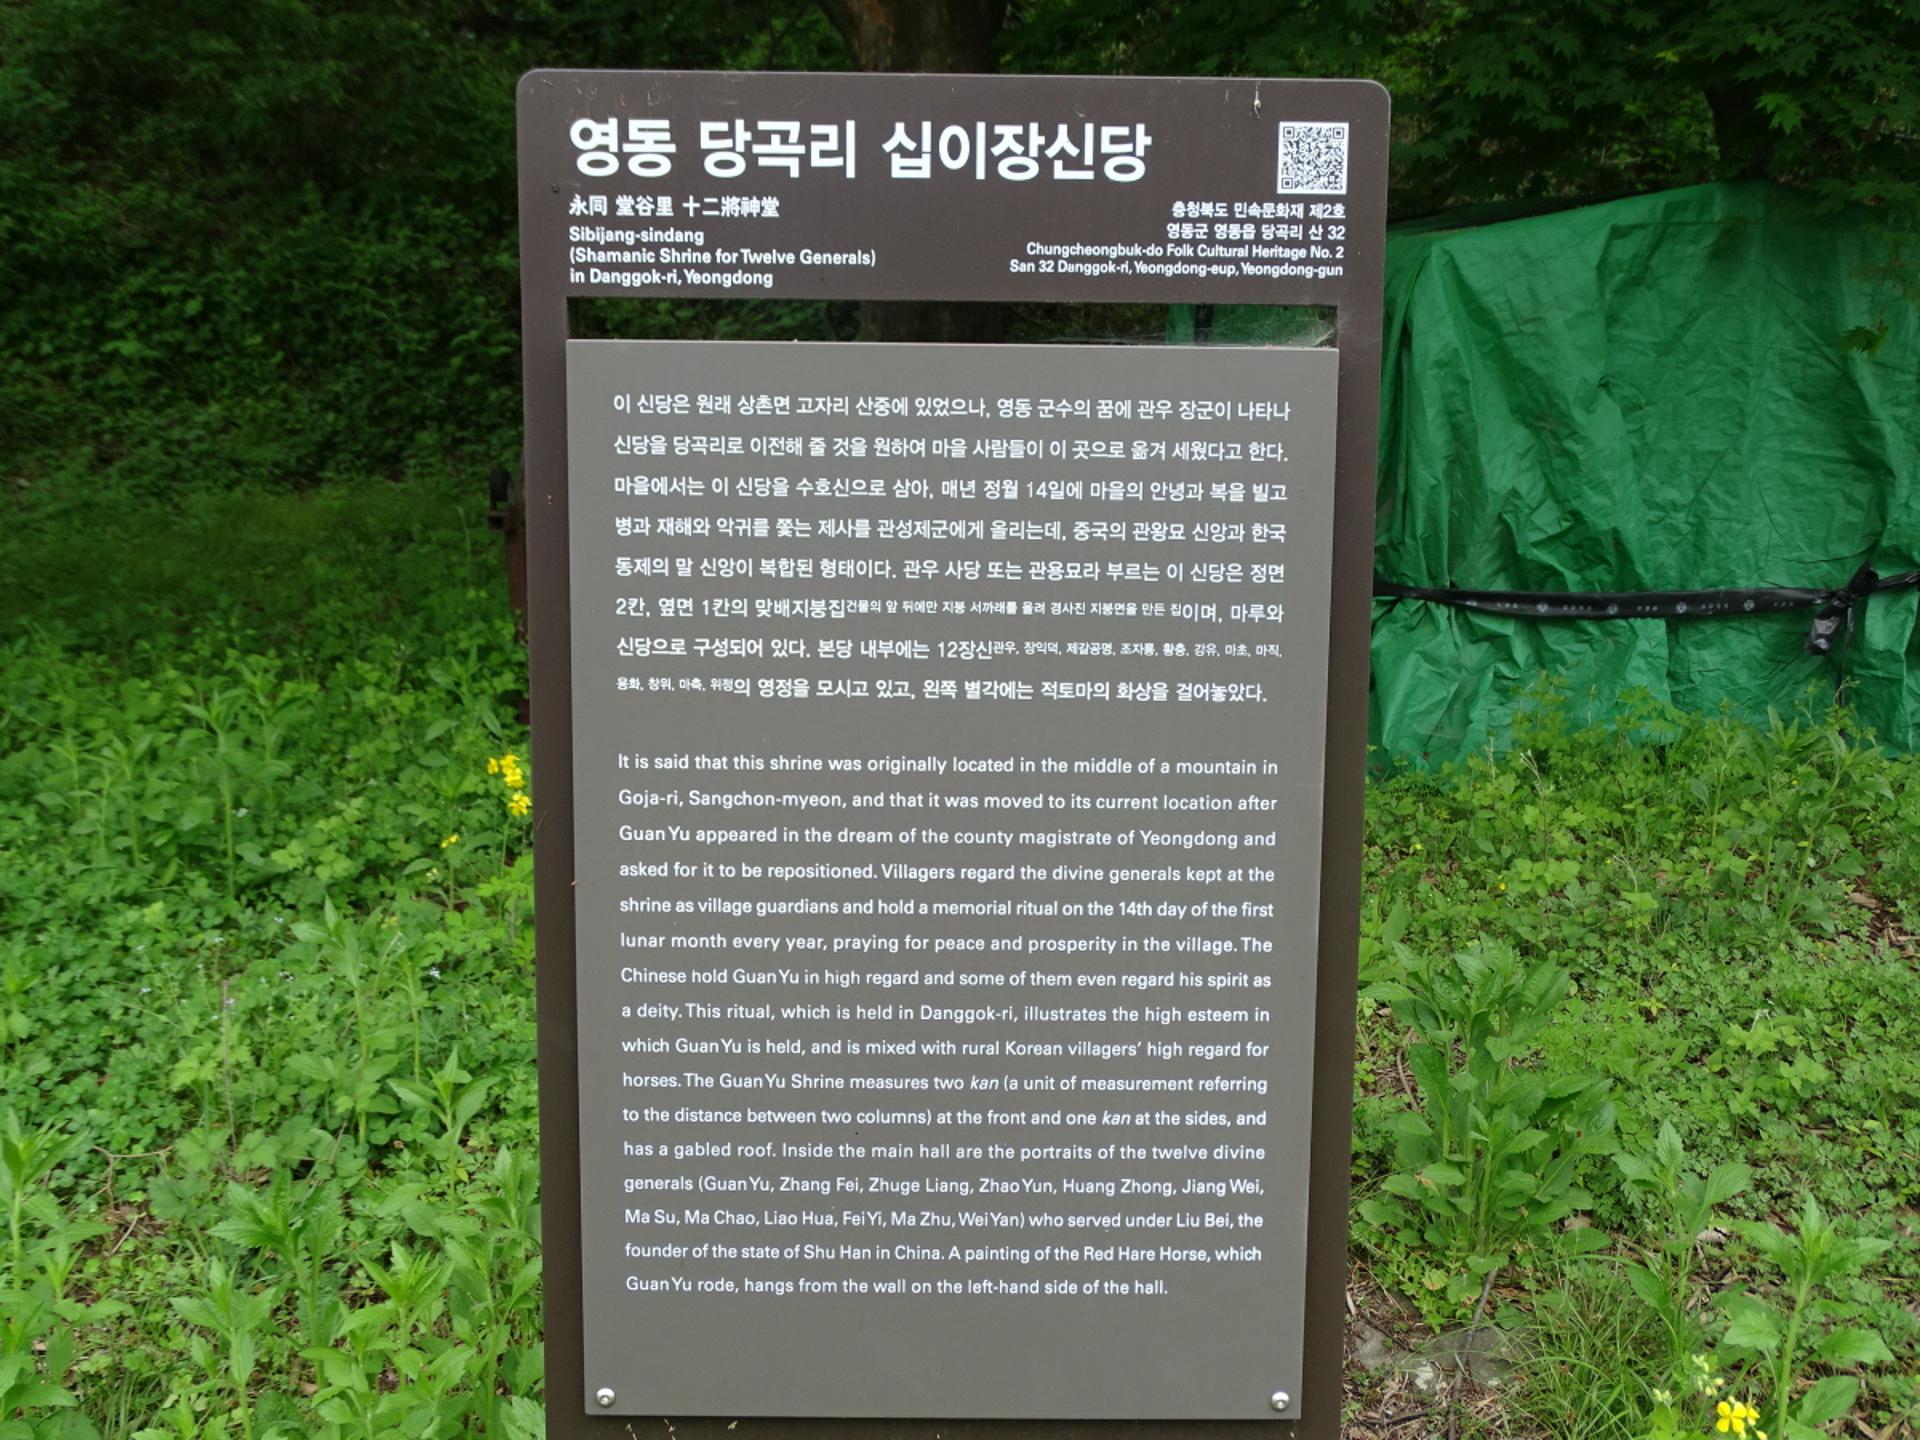 영동 당곡리 십이장신당
永同 堂谷里 十二將神堂
Sibijang-sindang
(Shamanic Shrine for Twelve Generals)
in Danggok-ri, Yeongdong
충청북도 민속문화재 제2호
영동군 영동읍 당곡리 산 32
Chungcheongbuk-do Folk Cultural Heritage No. 2
San 32 Danggok-ri, Yeongdong-eup, Yeongdong-gun
이 신당은 원래 상촌면 고자리 산중에 있었으나, 영동 군수의 꿈에 관우 장군이 나타나
신당을 당곡리로 이전해 줄 것을 원하여 마을 사람들이 이 곳으로 옮겨 세웠다고 한다.
마을에서는 이 신당을 수호신으로 삼아, 매년 정월 14일에 마을의 안녕과 복을 빌고
병과 재해와 악귀를 쫓는 제사를 관성제군에게 올리는데, 중국의 관왕묘 신앙과 한국
동제의 말 신앙이 복합된 형태이다. 관우 사당 또는 관용묘라 부르는 이 신당은 정면
2칸, 옆면 1칸의 맞배지붕집건물의 앞 뒤에만 지붕 서까래를 올려 경사진 지붕면을 만든 집이며, 마루와
신당으로 구성되어 있다. 본당 내부에는 12장신관우, 장익덕, 제갈공명, 조자룡, 황충, 강유, 마초, 마직,
용화, 창위, 마축, 위정의 영정을 모시고 있고, 왼쪽 별각에는 적토마의 화상을 걸어놓았다.
It is said that this shrine was originally located in the middle of a mountain in
Goja-ri, Sangchon-myeon, and that it was moved to its current location after
Guan Yu appeared in the dream of the county magistrate of Yeongdong and
asked for it to be repositioned. Villagers regard the divine generals kept at the
shrine as village guardians and hold a memorial ritual on the 14th day of the first
lunar month every year, praying for peace and prosperity in the village. The
Chinese hold Guan Yu in high regard and some of them even regard his spirit as
a deity. This ritual, which is held in Danggok-ri, illustrates the high esteem in
which Guan Yu is held, and is mixed with rural Korean villagers' high regard for
horses. The Guan Yu Shrine measures two kan (a unit of measurement referring
to the distance between two columns) at the front and one kan at the sides, and
has a gabled roof. Inside the main hall are the portraits of the twelve divine
generals (Guan Yu, Zhang Fei, Zhuge Liang, Zhao Yun, Huang Zhong, Jiang Wei,
Ma Su, Ma Chao, Liao Hua, Fei Yi, Ma Zhu, Wei Yan) who served under Liu Bei, the
founder of the state of Shu Han in China. A painting of the Red Hare Horse, which
Guan Yu rode, hangs from the wall on the left-hand side of the hall.